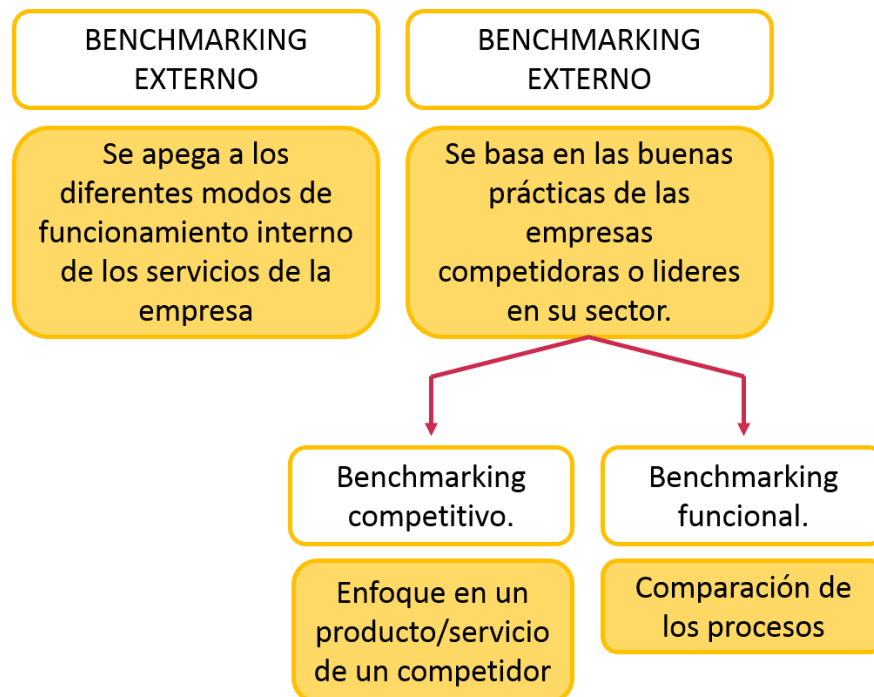 BENCHMARKING
EXTERNO
Se apega a los
diferentes modos de
funcionamiento interno
de los servicios de la
empresa
BENCHMARKING
EXTERNO
Se basa en las buenas
prácticas de las
empresas
competidoras o lideres
en su sector.
Benchmarking
competitivo.
Enfoque en un
producto/servicio
de un competidor
Benchmarking
funcional.
Comparación de
los procesos